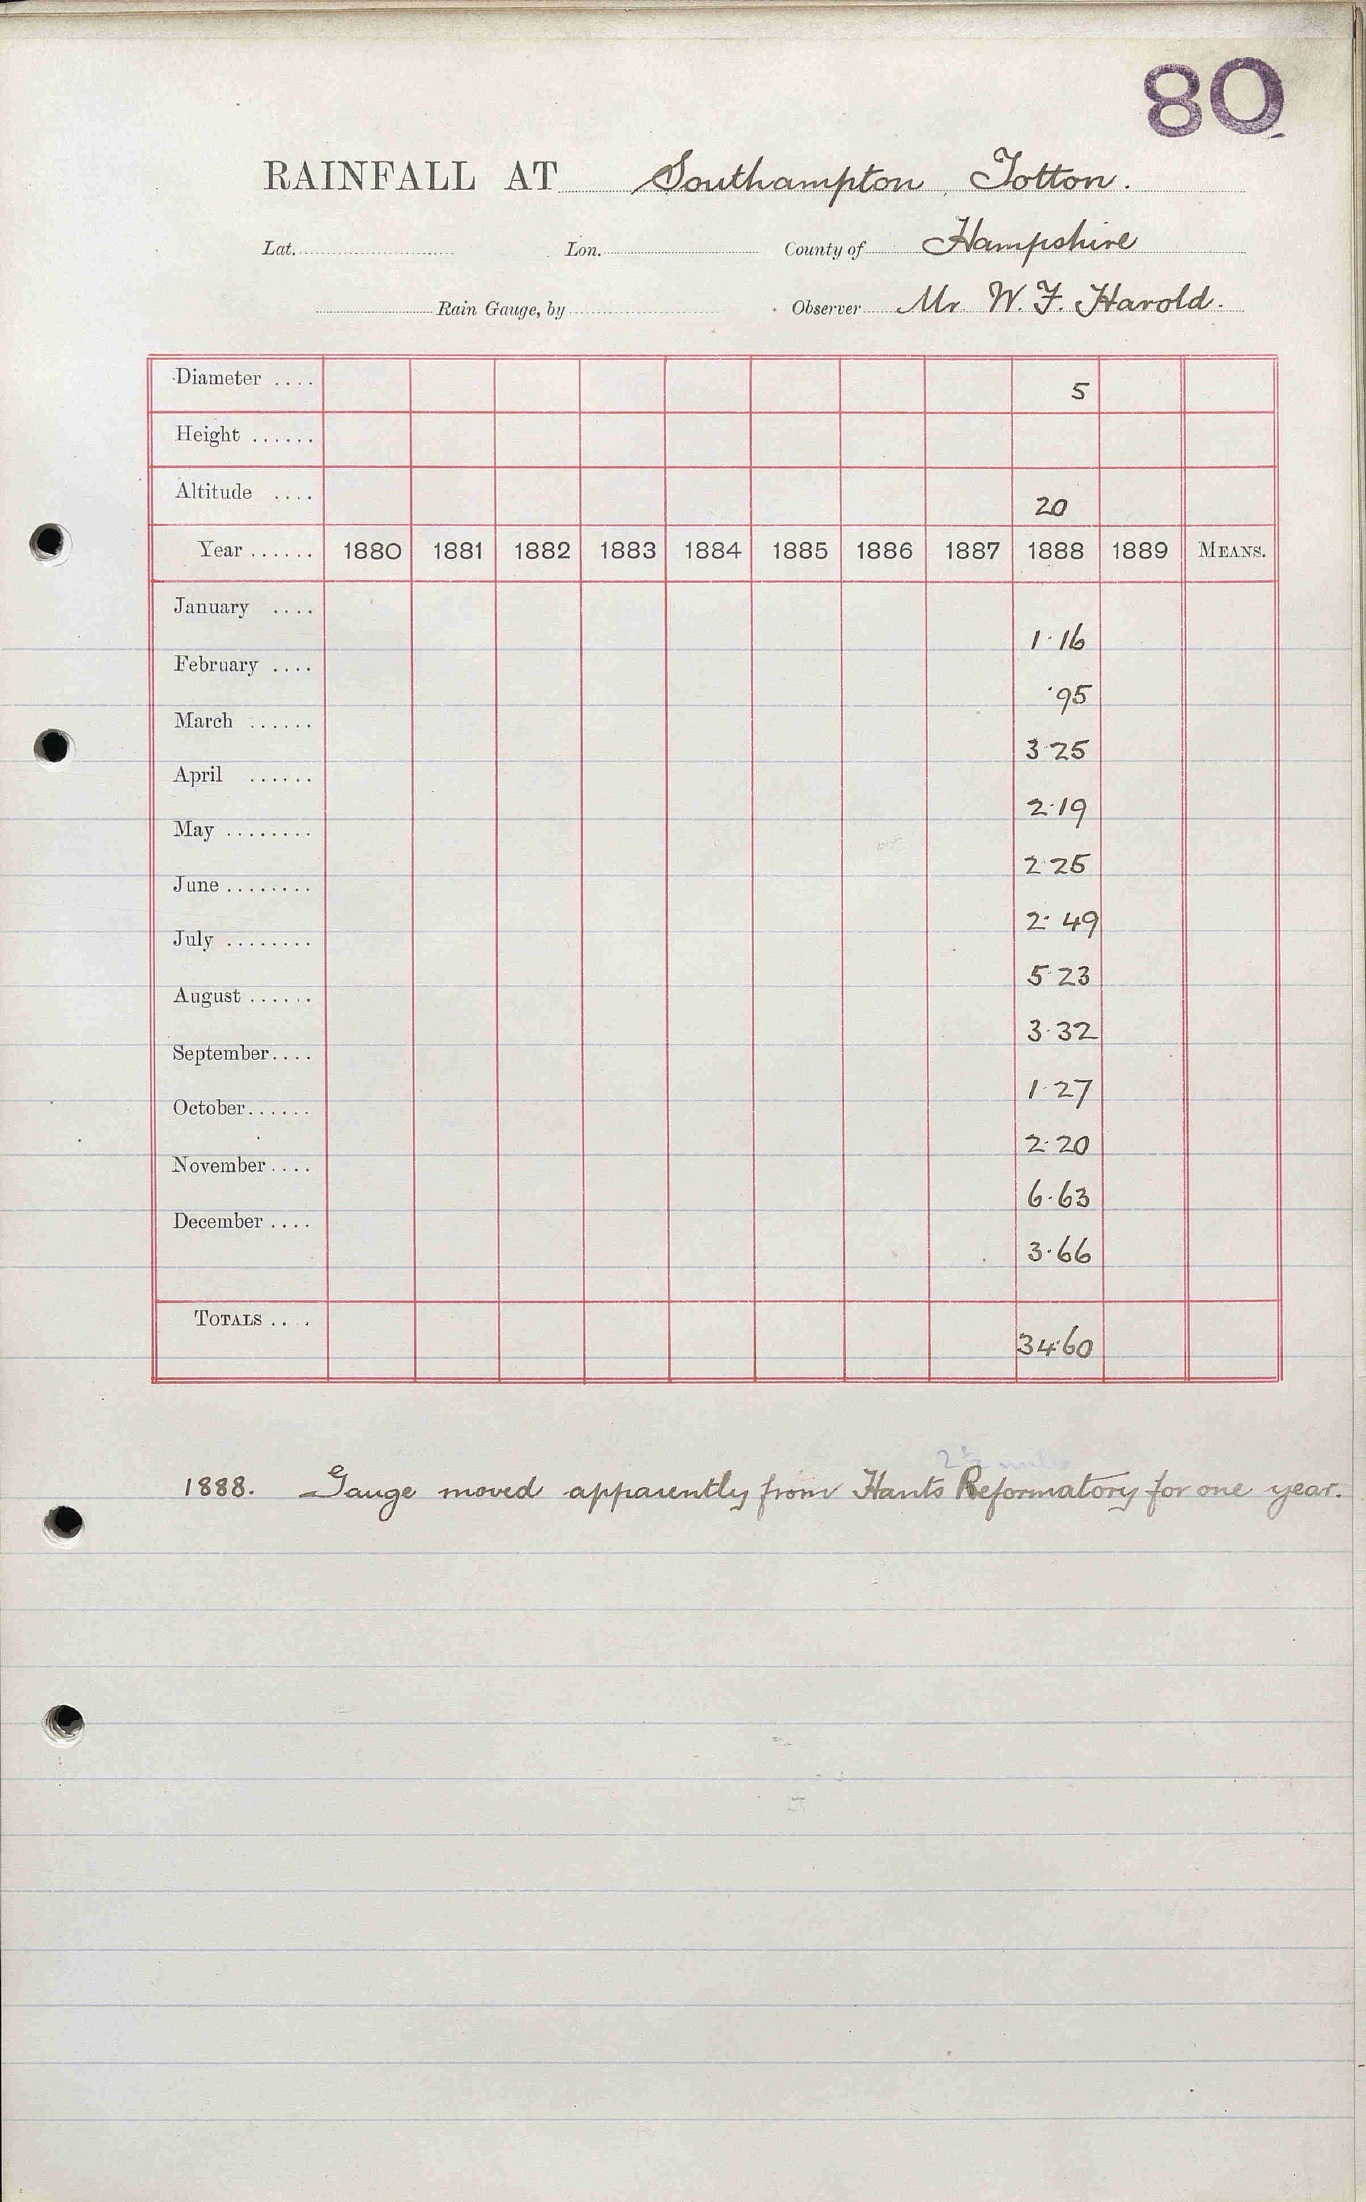 80
RAINFALL AT Southampton, Totton.
Lat. Lon. County of Hampshire
Rain Gauge, by Observer Mr. W. F. Harold.
Diameter .... 5
Height ......
Altitude .... 20
Year ...... 1880 1881 1882 1883 1884 1885 1886 1887 1888 1889 MEANS.
January .... 1.16
February .... .95
March ...... 3.25
April ...... 2.19
May ........ 2.25
June ........ 2.49
July ........ 5.23
August ...... 3.32
September.... 1.27
October...... 2.20
November .... 6.63
December .... 3.66
TOTALS .... 34.60
2½ miles
1888. Gauge moved apparently from Hants Reformatory for one year.